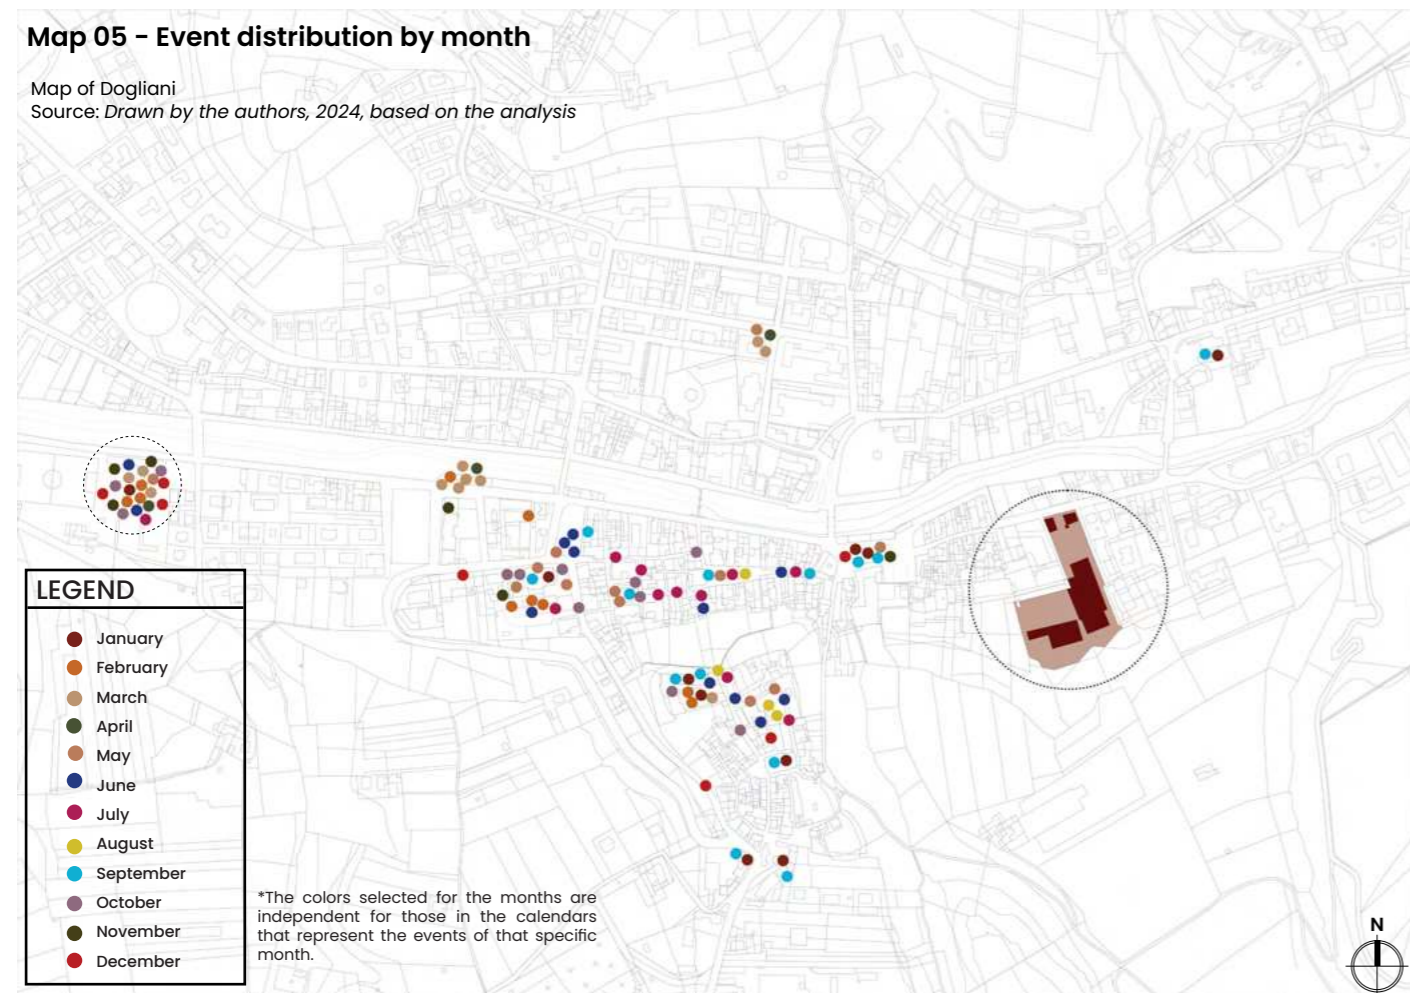 Map 05 - Event distribution by month
Map of Dogliani
Source: Drawn by the authors, 2024, based on the analysis
LEGEND
January
February
March
April
May
June
July
August
September
October
November
December
*The colors selected for the months are
independent for those in the calendars
that represent the events of that specific
month.
N